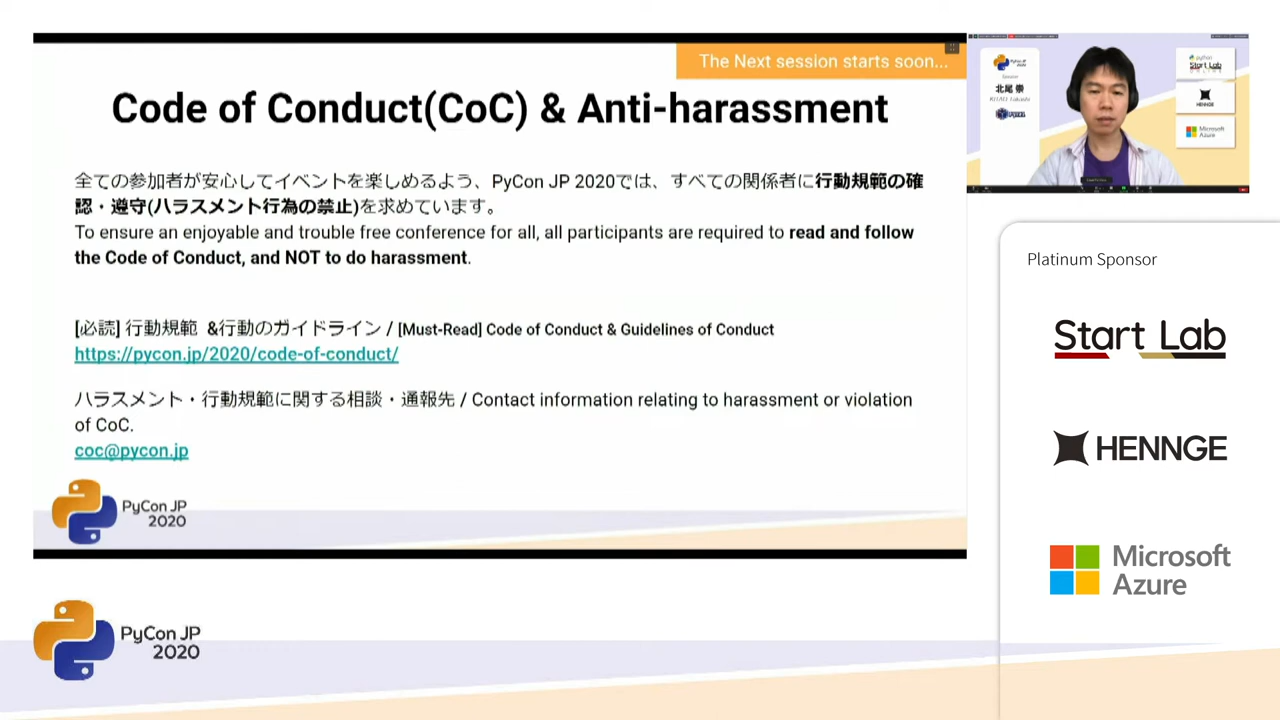 The Next session starts soon...
Code of Conduct(CoC) & Anti-harassment
全ての参加者が安心してイベントを楽しめるよう、PyCon JP 2020では、すべての関係者に行動規範の確
認・遵守(ハラスメント行為の禁止)を求めています。
To ensure an enjoyable and trouble free conference for all, all participants are required to read and follow
the Code of Conduct, and NOT to do harassment.
[必読] 行動規範 &行動のガイドライン / [Must-Read] Code of Conduct & Guidelines of Conduct
https://pycon.jp/2020/code-of-conduct/
ハラスメント・行動規範に関する相談・通報先 / Contact information relating to harassment or violation
of CoC.
coc@pycon.jp
PyCon JP
2020
PyCon JP
2020
北尾 崇
python
Start Lab
HENNGE
Microsoft
Azure
Platinum Sponsor
Start Lab
HENNGE
Microsoft
Azure
PyCon JP
2020